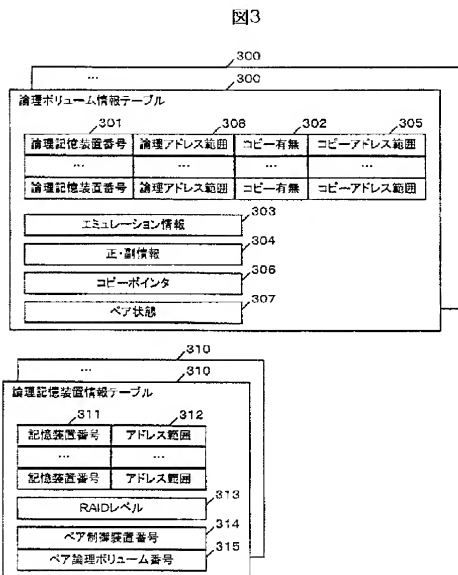 図3
300
… 300
論理ボリューム情報テーブル
301 308 302 305
論理記憶装置番号 論理アドレス範囲 コピー有無 コピーアドレス範囲
… … … …
論理記憶装置番号 論理アドレス範囲 コピー有無 コピーアドレス範囲
303
エミュレーション情報
304
正・副情報
306
コピーポインタ
307
ペア状態
310
… 310
論理記憶装置情報テーブル
311 312
記憶装置番号 アドレス範囲
… …
記憶装置番号 アドレス範囲
313
RAIDレベル
314
ペア制御装置番号
315
ペア論理ボリューム番号